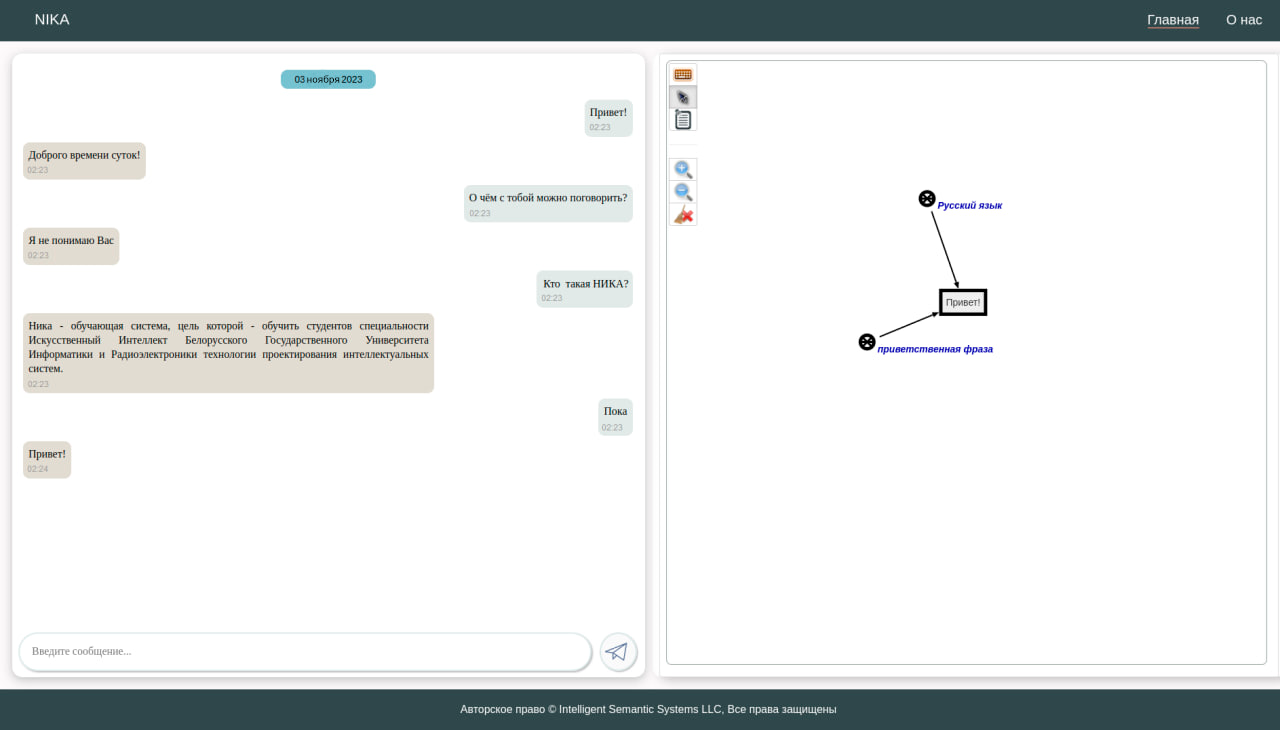 NIKA
Главная
О нас
03 ноября 2023
Привет!
02:23
Доброго времени суток!
02:23
О чём с тобой можно поговорить?
02:23
Я не понимаю Вас
02:23
Кто такая НИКА?
02:23
Ника - обучающая система, цель которой - обучить студентов специальности
Искусственный Интеллект Белорусского Государственного Университета
Информатики и Радиоэлектроники технологии проектирования интеллектуальных
систем.
02:23
Пока
02:23
Привет!
02:24
Введите сообщение...
Русский язык
Привет!
приветственная фраза
Авторское право © Intelligent Semantic Systems LLC, Все права защищены